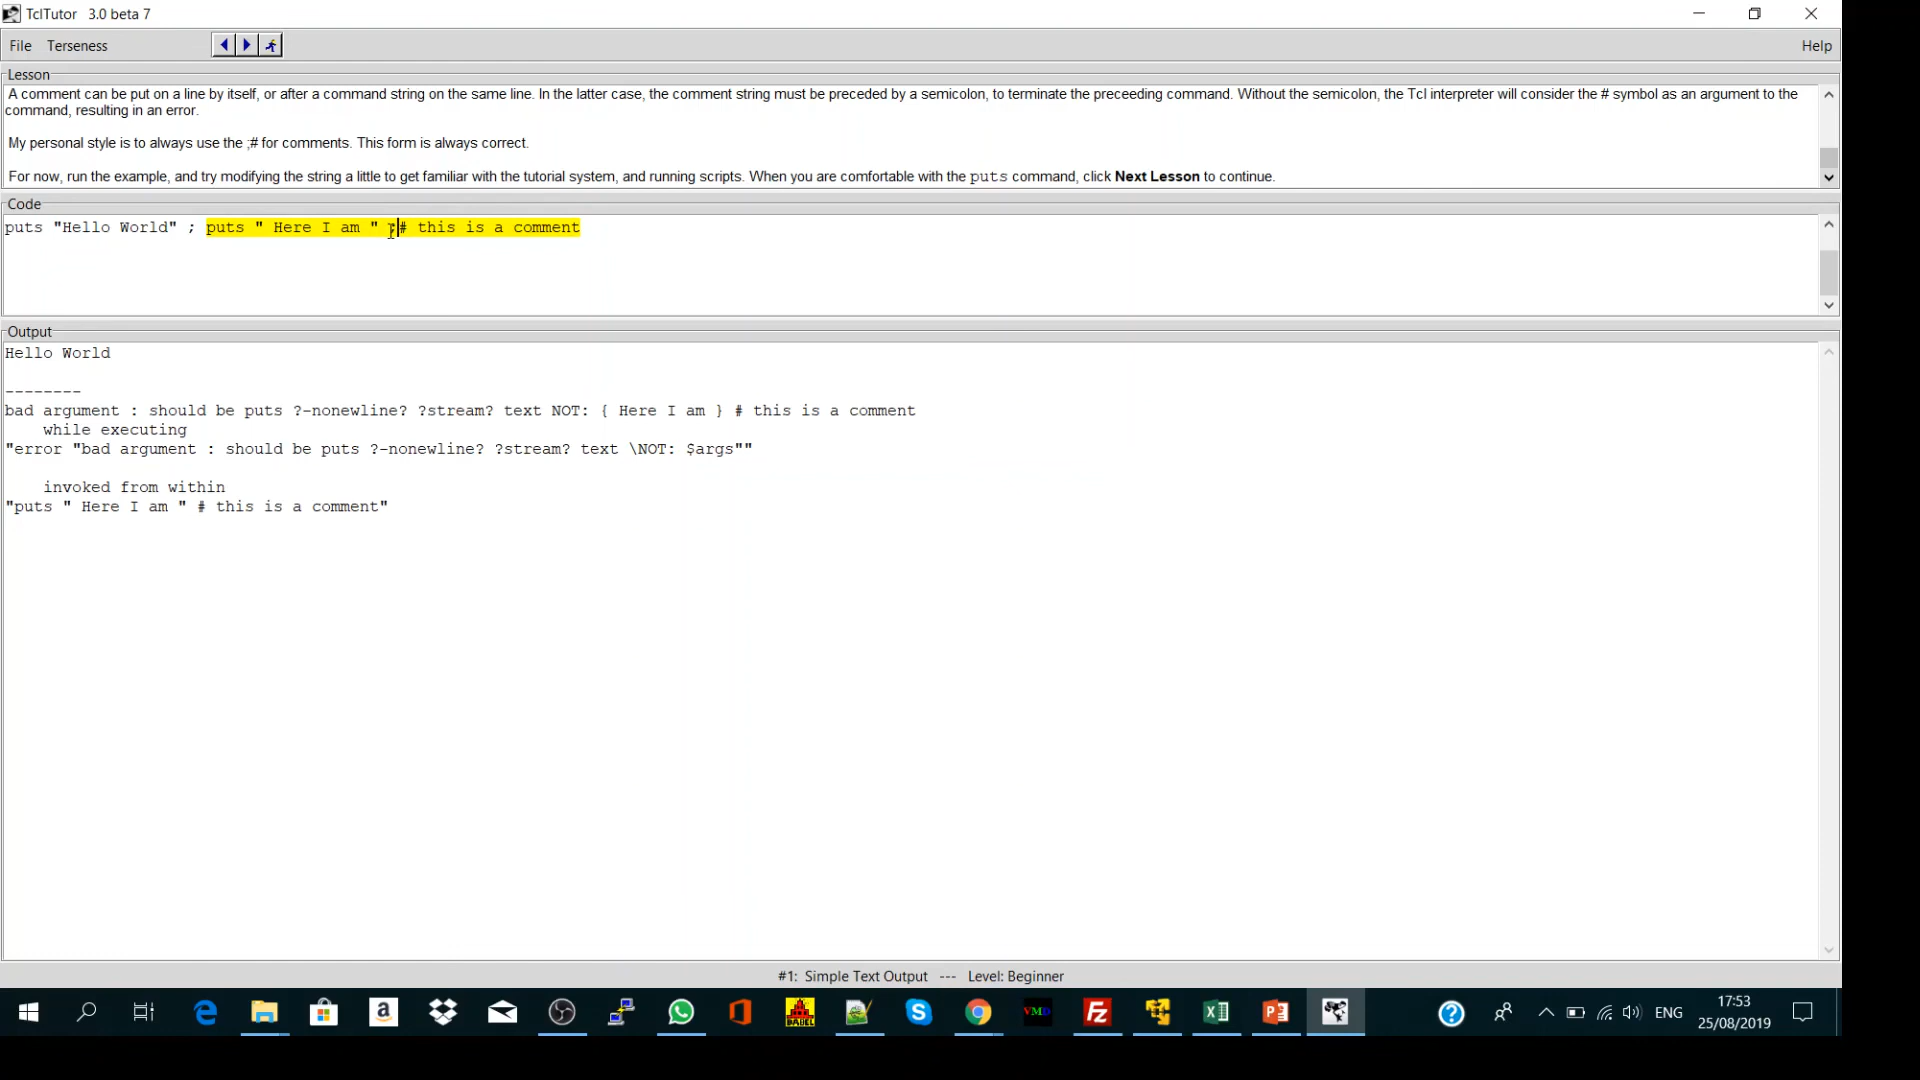 TclTutor 3.0 beta 7
File Terseness Help
Lesson
A comment can be put on a line by itself, or after a command string on the same line. In the latter case, the comment string must be preceded by a semicolon, to terminate the preceeding command. Without the semicolon, the Tcl interpreter will consider the # symbol as an argument to the
command, resulting in an error.
My personal style is to always use the ;# for comments. This form is always correct.
For now, run the example, and try modifying the string a little to get familiar with the tutorial system, and running scripts. When you are comfortable with the puts command, click Next Lesson to continue.
Code
puts "Hello World" ; puts " Here I am " ;# this is a comment
Output
Hello World
--------
bad argument : should be puts ?-nonewline? ?stream? text NOT: { Here I am } # this is a comment
while executing
"error "bad argument : should be puts ?-nonewline? ?stream? text \NOT: $args""
invoked from within
"puts " Here I am " # this is a comment"
#1: Simple Text Output --- Level: Beginner
BABEL
VMD
ENG
17:53
25/08/2019